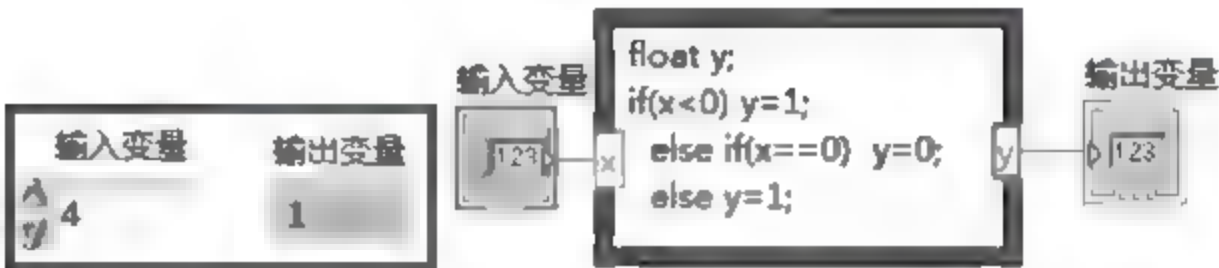 输入变量 输出变量
4 1
输入变量
123
x
float y;
if(x<0) y=1;
else if(x==0) y=0;
else y=1;
y
输出变量
123